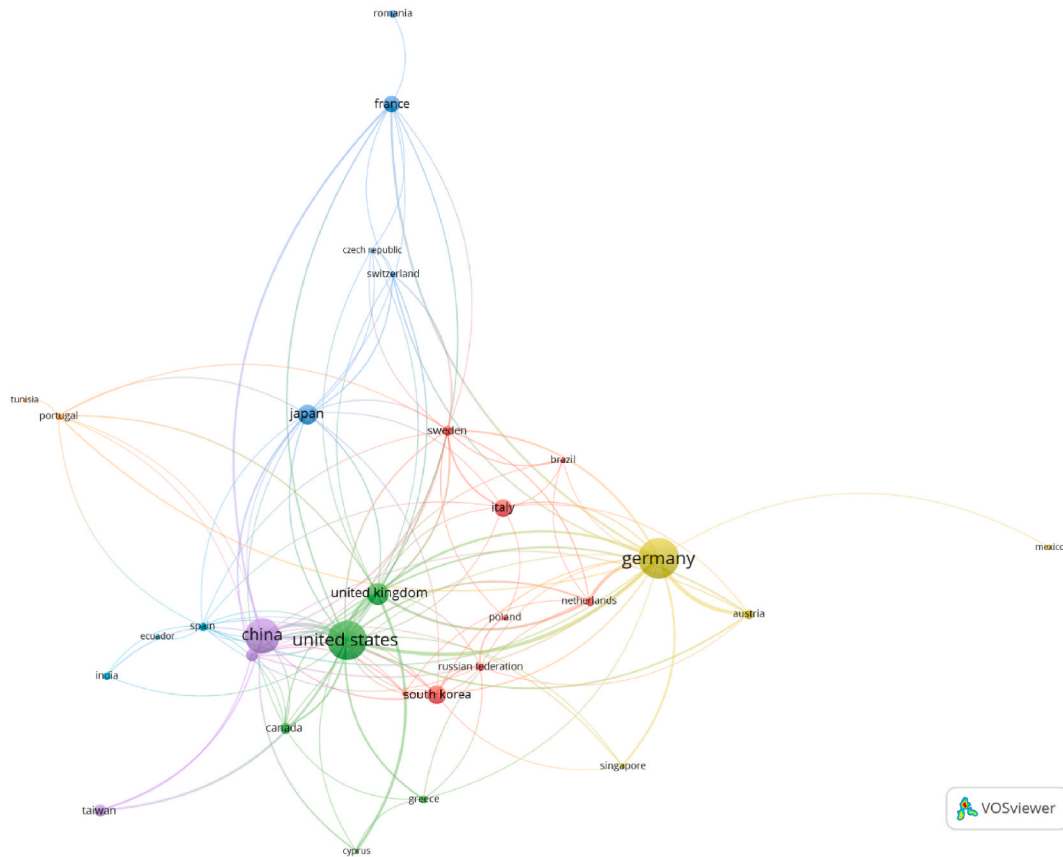 romania
france
czech republic
switzerland
tunisia
portugal
japan
sweden
brazil
italy
germany
mexico
united kingdom
netherlands
austria
poland
spain
ecuador
china
united states
india
russian federation
south korea
canada
singapore
greece
taiwan
VOSviewer
cyprus